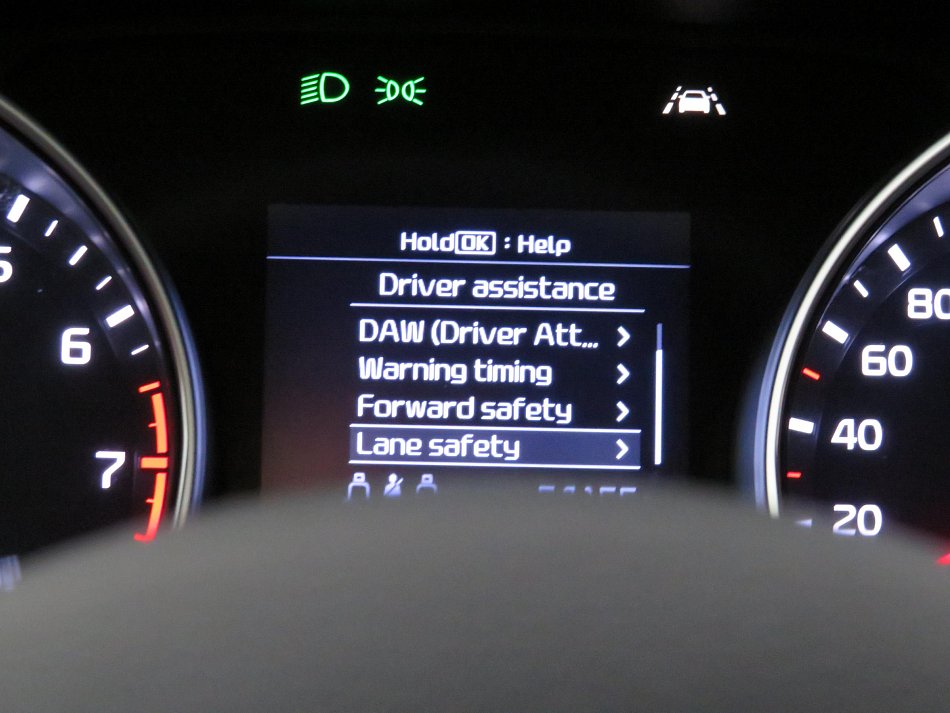 Hold OK : Help
Driver assistance
DAW (Driver Att...
Warning timing
Forward safety
Lane safety
6
7
80
60
40
20